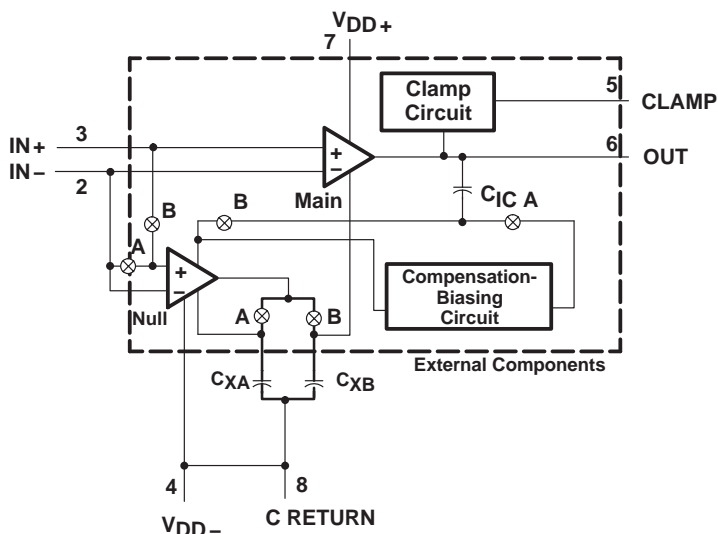 VDD+
7
Clamp
Circuit
5
CLAMP
IN+
3
6
OUT
IN−
2
+
−
Main
CIC
A
B
B
A
+
−
Null
Compensation-
Biasing
Circuit
A
B
External Components
CXA
CXB
4
8
VDD−
C RETURN